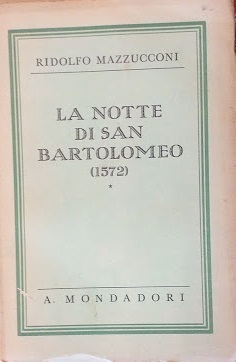 RIDOLFO MAZZUCCONI
LA NOTTE
DI SAN
BARTOLOMEO
(1572)
*
A. MONDADORI